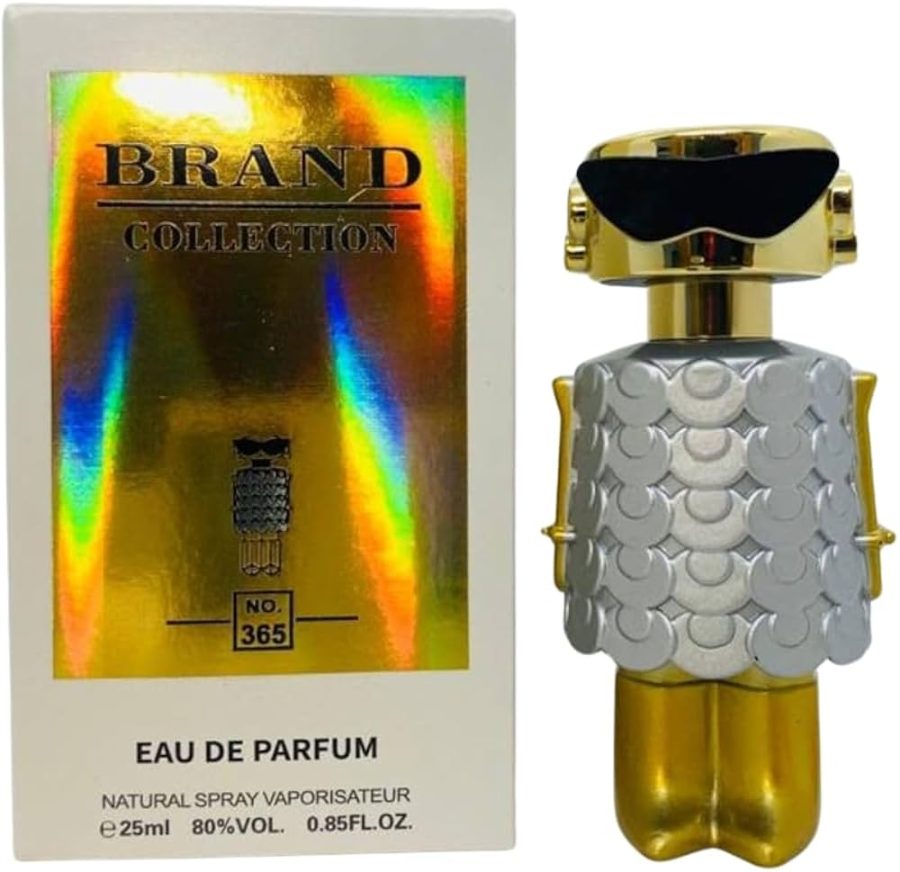 BRAND
COLLECTION
NO.
365
EAU DE PARFUM
NATURAL SPRAY VAPORISATEUR
℮25ml 80%VOL. 0.85FL.OZ.